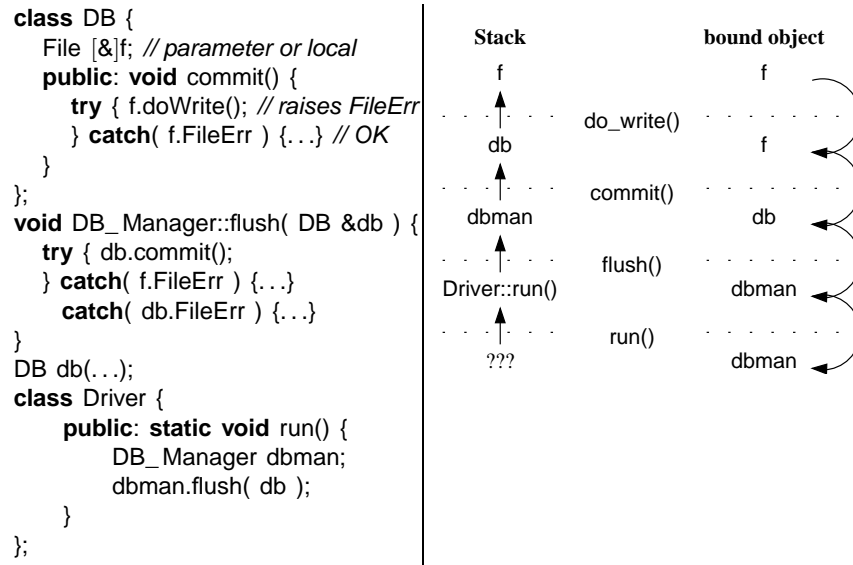 class DB {
File [&]f; // parameter or local
public: void commit() {
try { f.doWrite(); // raises FileErr
} catch( f.FileErr ) {...} // OK
}
};
void DB_Manager::flush( DB &db ) {
try { db.commit();
} catch( f.FileErr ) {...}
catch( db.FileErr ) {...}
}
DB db(...);
class Driver {
public: static void run() {
DB_Manager dbman;
dbman.flush( db );
}
};
Stack bound object
f f
do_write()
db f
commit()
dbman db
flush()
Driver::run() dbman
run()
??? dbman